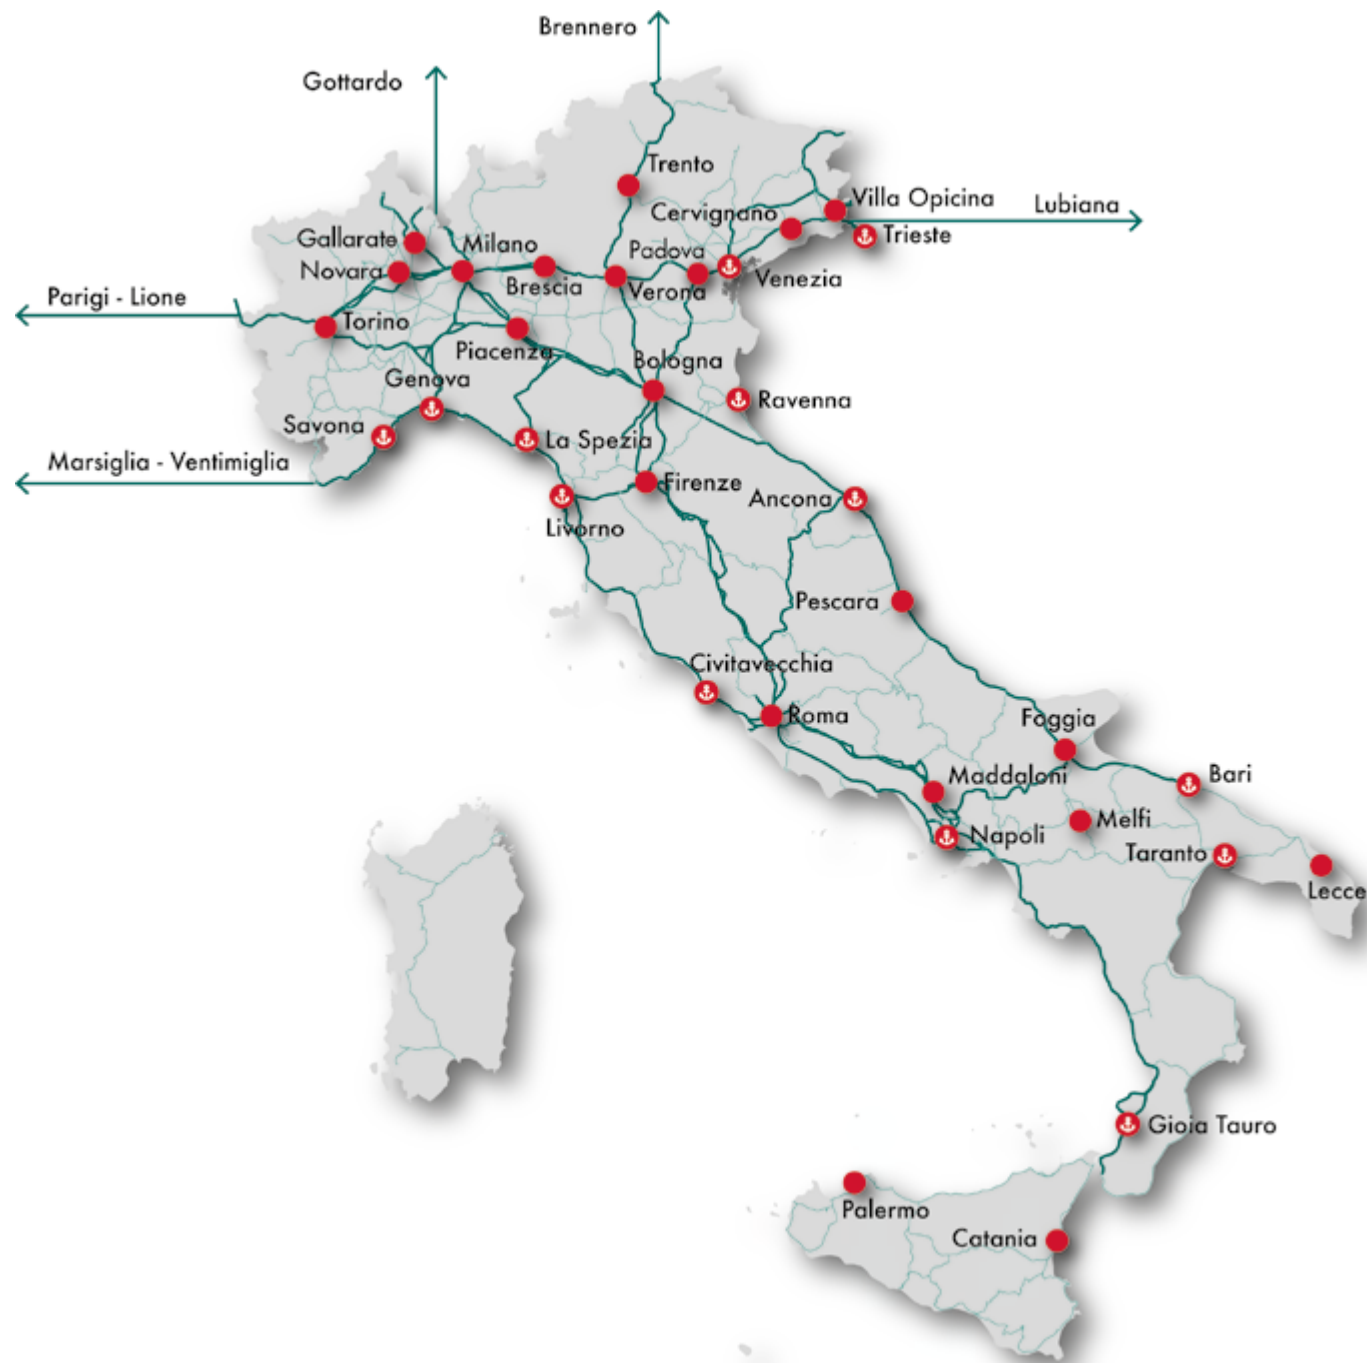 Brennero
Gottardo
Trento
Villa Opicina
Lubiana
Cervignano
Trieste
Gallarate
Milano
Padova
Novara
Brescia
Verona
Venezia
Parigi - Lione
Torino
Piacenza
Bologna
Genova
Ravenna
Savona
La Spezia
Marsiglia - Ventimiglia
Firenze
Ancona
Livorno
Pescara
Civitavecchia
Roma
Foggia
Maddaloni
Bari
Melfi
Napoli
Taranto
Lecce
Gioia Tauro
Palermo
Catania